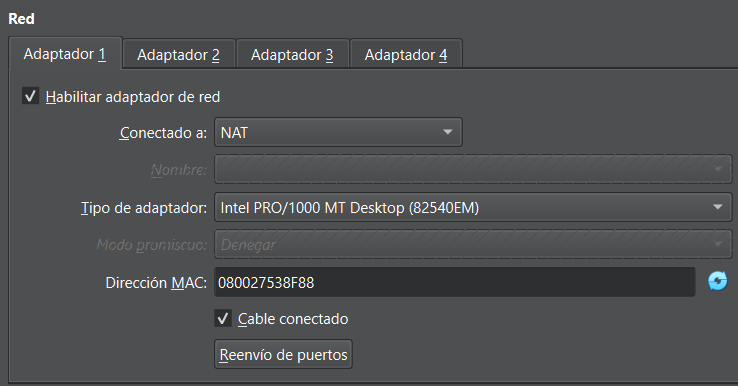 Red
Adaptador 1 Adaptador 2 Adaptador 3 Adaptador 4
Habilitar adaptador de red
Conectado a: NAT
Nombre:
Tipo de adaptador: Intel PRO/1000 MT Desktop (82540EM)
Modo promiscuo: Denegar
Dirección MAC: 080027538F88
Cable conectado
Reenvío de puertos